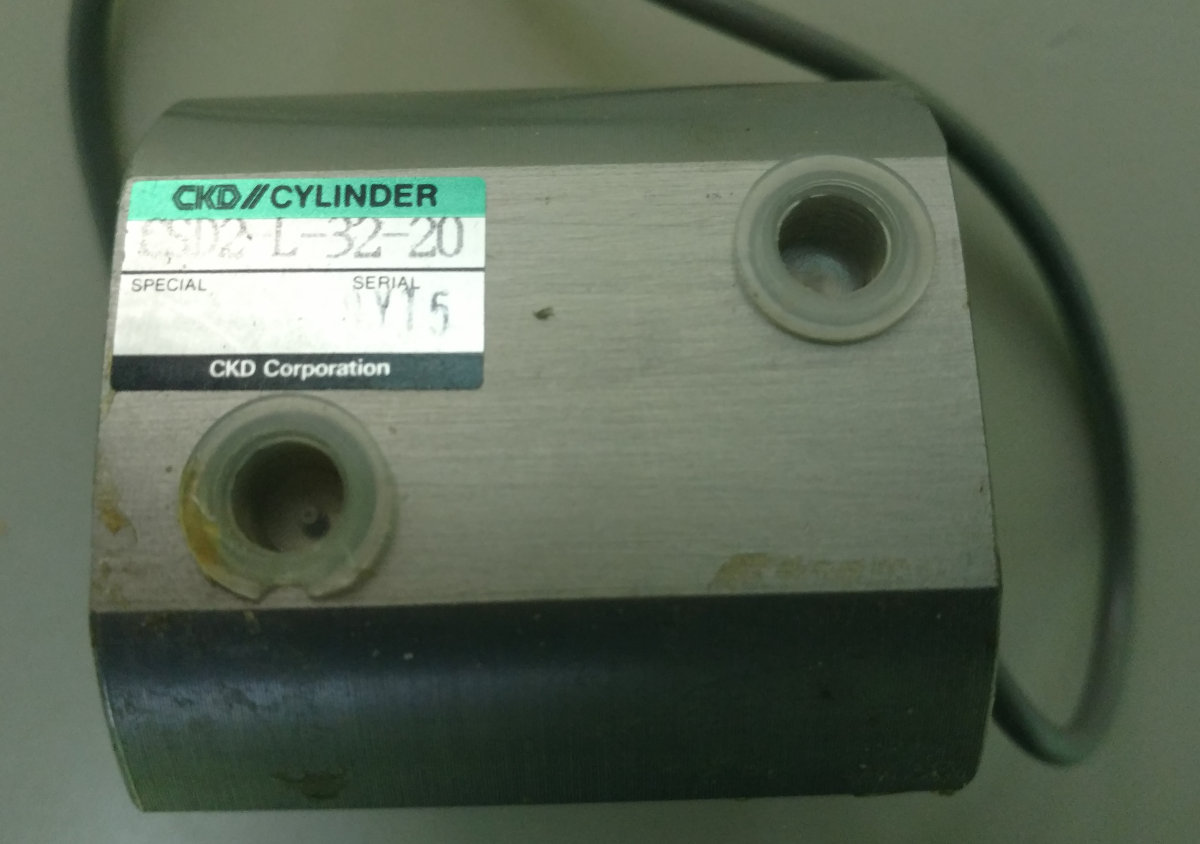 CKD//CYLINDER
CSD2-L-32-20
SPECIAL SERIAL
CKD Corporation